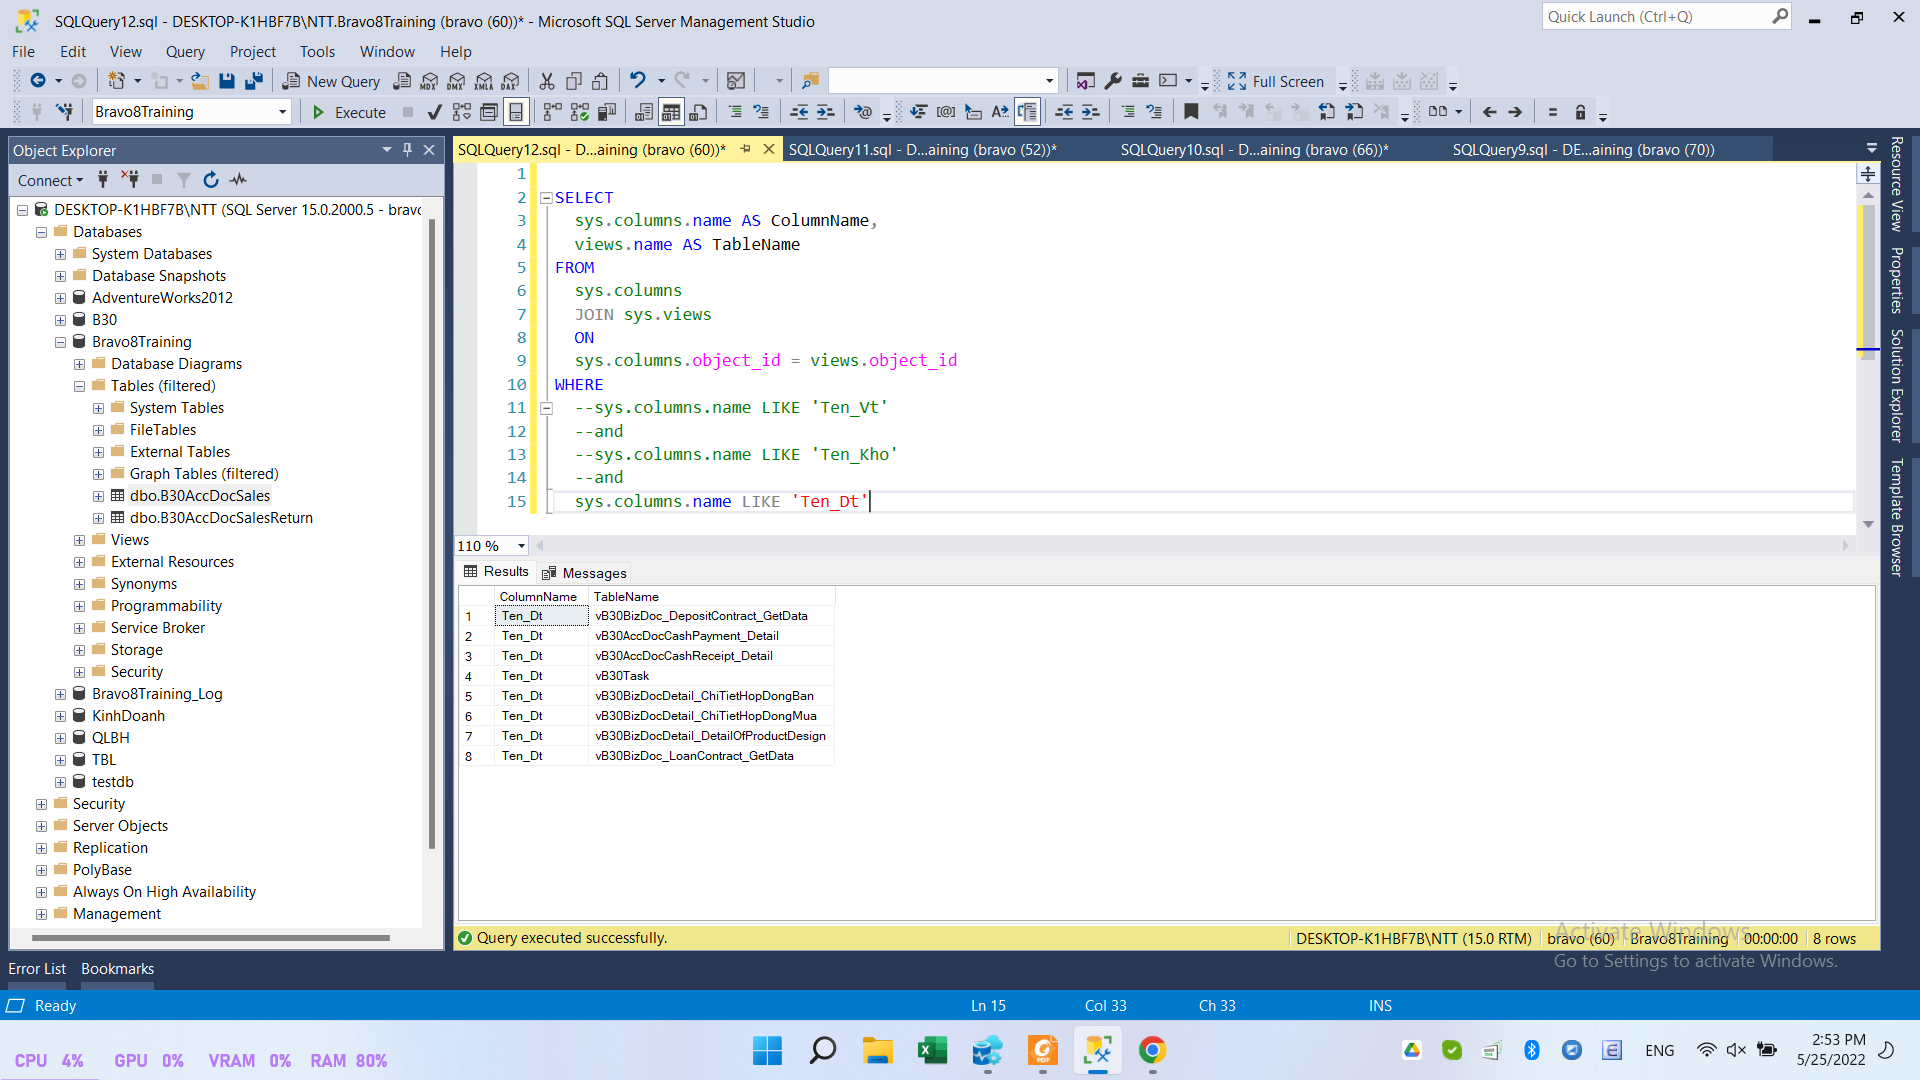 SQLQuery12.sql - DESKTOP-K1HBF7B\NTT.Bravo8Training (bravo (60))* - Microsoft SQL Server Management Studio
Quick Launch (Ctrl+Q)
File Edit View Query Project Tools Window Help
New Query
MDX DMX XMLA DAX
Full Screen
Bravo8Training
Execute
Object Explorer
SQLQuery12.sql - D...aining (bravo (60))*
SQLQuery11.sql - D...aining (bravo (52))*
SQLQuery10.sql - D...aining (bravo (66))*
SQLQuery9.sql - DE...aining (bravo (70))
Connect
DESKTOP-K1HBF7B\NTT (SQL Server 15.0.2000.5 - bravo
Databases
System Databases
Database Snapshots
AdventureWorks2012
B30
Bravo8Training
Database Diagrams
Tables (filtered)
System Tables
FileTables
External Tables
Graph Tables (filtered)
dbo.B30AccDocSales
dbo.B30AccDocSalesReturn
Views
External Resources
Synonyms
Programmability
Service Broker
Storage
Security
Bravo8Training_Log
KinhDoanh
QLBH
TBL
testdb
Security
Server Objects
Replication
PolyBase
Always On High Availability
Management
1
2 SELECT
3 sys.columns.name AS ColumnName,
4 views.name AS TableName
5 FROM
6 sys.columns
7 JOIN sys.views
8 ON
9 sys.columns.object_id = views.object_id
10 WHERE
11 --sys.columns.name LIKE 'Ten_Vt'
12 --and
13 --sys.columns.name LIKE 'Ten_Kho'
14 --and
15 sys.columns.name LIKE 'Ten_Dt'
110 %
Results Messages
ColumnName TableName
1 Ten_Dt vB30BizDoc_DepositContract_GetData
2 Ten_Dt vB30AccDocCashPayment_Detail
3 Ten_Dt vB30AccDocCashReceipt_Detail
4 Ten_Dt vB30Task
5 Ten_Dt vB30BizDocDetail_ChiTietHopDongBan
6 Ten_Dt vB30BizDocDetail_ChiTietHopDongMua
7 Ten_Dt vB30BizDocDetail_DetailOfProductDesign
8 Ten_Dt vB30BizDoc_LoanContract_GetData
Resource View
Properties
Solution Explorer
Template Browser
Query executed successfully.
DESKTOP-K1HBF7B\NTT (15.0 RTM) bravo (60) Bravo8Training 00:00:00 8 rows
Activate Windows
Go to Settings to activate Windows.
Error List Bookmarks
Ready Ln 15 Col 33 Ch 33 INS
CPU 4% GPU 0% VRAM 0% RAM 80%
PDF
ENG
2:53 PM
5/25/2022